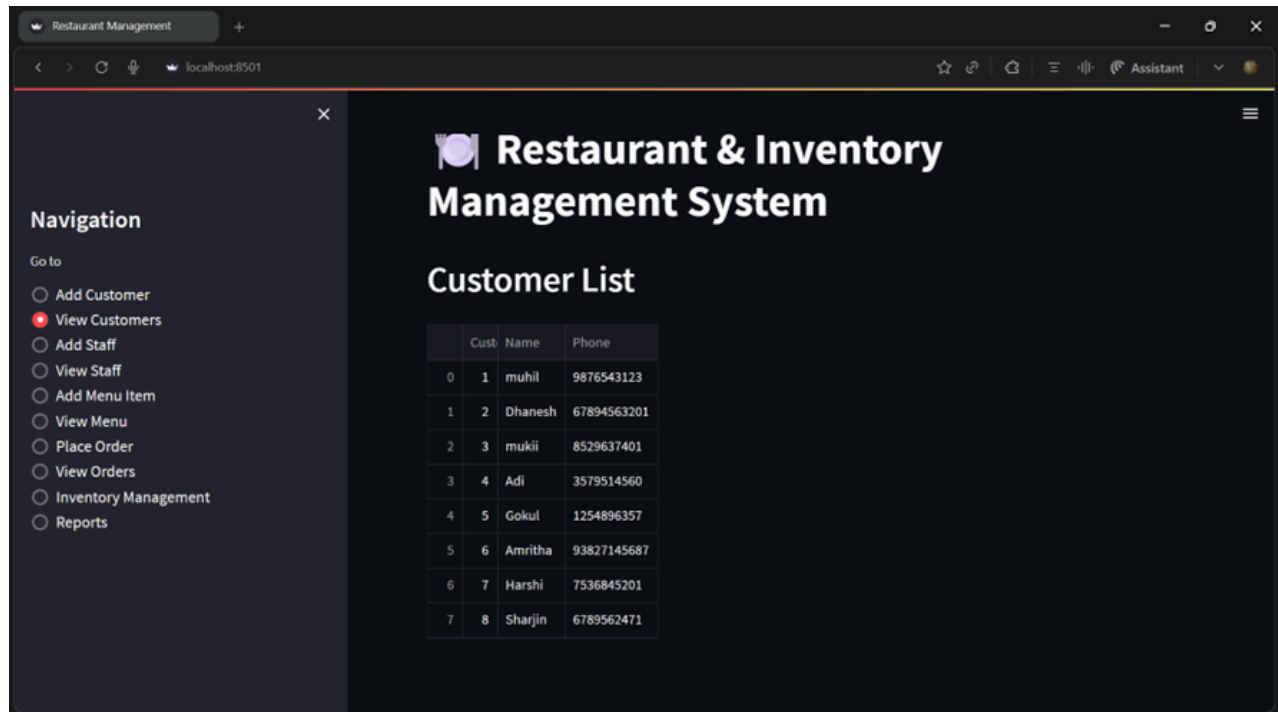 Restaurant Management
localhost:8501
Assistant
Navigation
Go to
Add Customer
View Customers
Add Staff
View Staff
Add Menu Item
View Menu
Place Order
View Orders
Inventory Management
Reports
Restaurant & Inventory
Management System
Customer List
Cust Name Phone
0 1 muhil 9876543123
1 2 Dhanesh 67894563201
2 3 mukii 8529637401
3 4 Adi 3579514560
4 5 Gokul 1254896357
5 6 Amritha 93827145687
6 7 Harshi 7536845201
7 8 Sharjin 6789562471